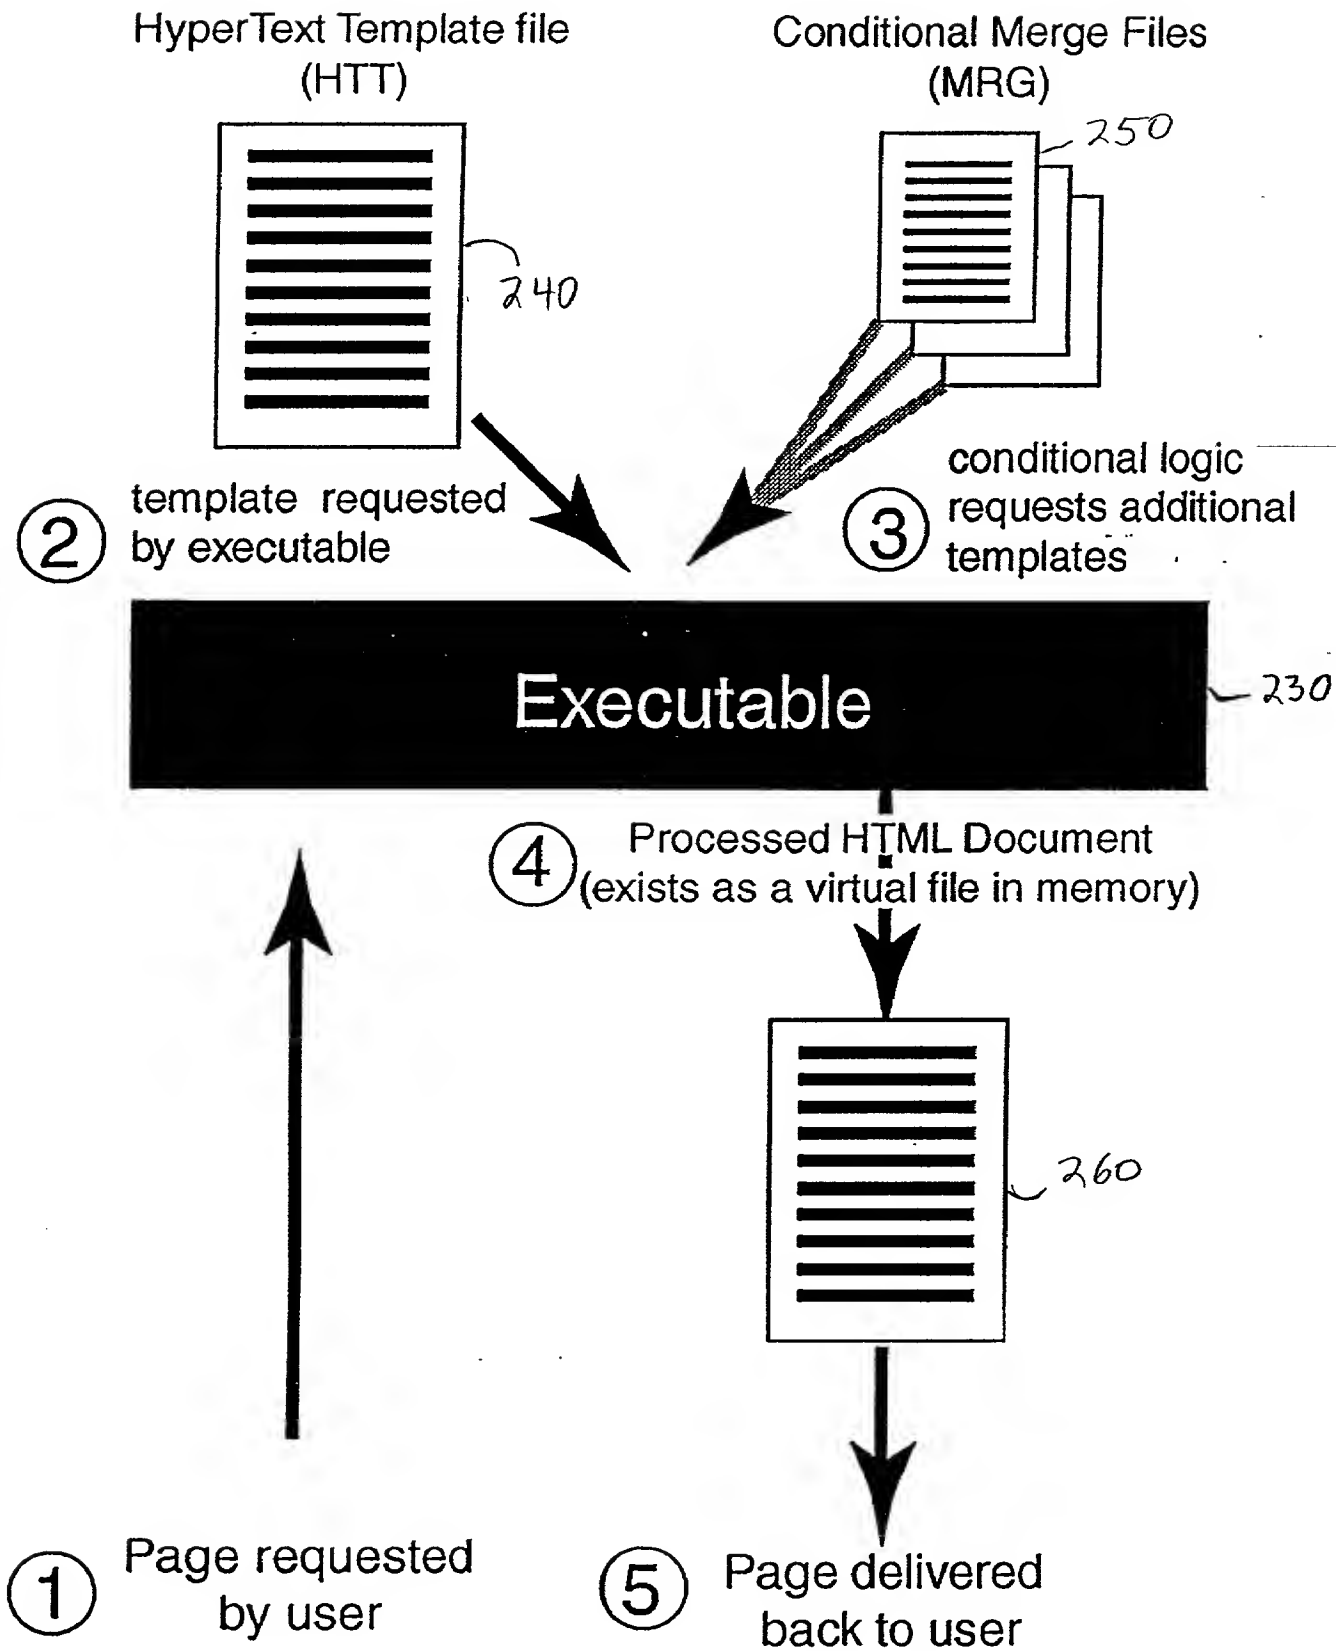 HyperText Template file
(HTT)
Conditional Merge Files
(MRG)
250
240
conditional logic
requests additional
templates
3
template requested
by executable
2
Executable
230
4
Processed HTML Document
(exists as a virtual file in memory)
260
1
Page requested
by user
5
Page delivered
back to user